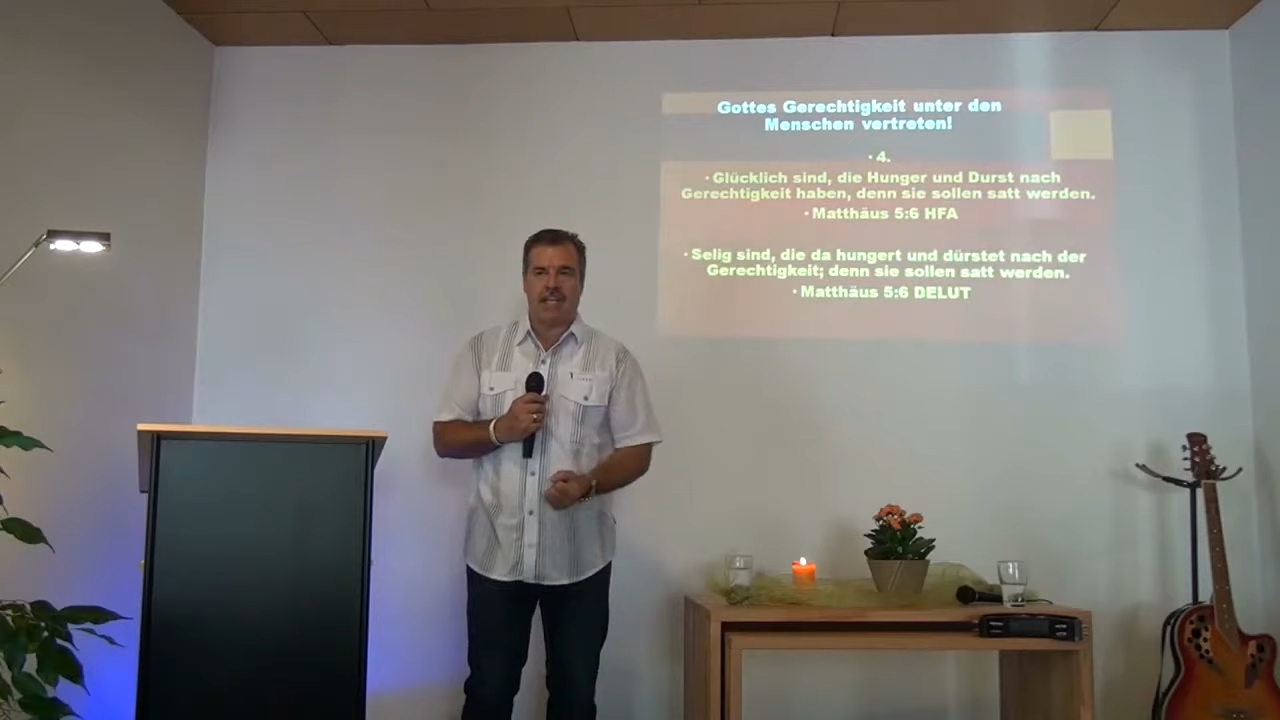 Gottes Gerechtigkeit unter den
Menschen vertreten!
• 4.
• Glücklich sind, die Hunger und Durst nach
Gerechtigkeit haben, denn sie sollen satt werden.
• Matthäus 5:6 HFA
• Selig sind, die da hungert und dürstet nach der
Gerechtigkeit; denn sie sollen satt werden.
• Matthäus 5:6 DELUT